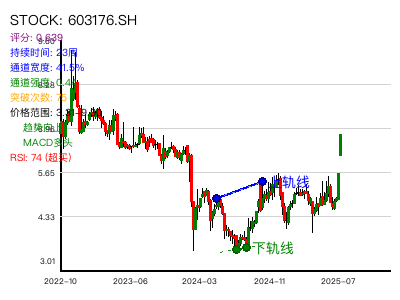 STOCK: 603176.SH
评分: 0.639
持续时间: 23周
通道宽度: 41.5%
通道强度: 0.4
突破次数: 75
价格范围: 3.
趋势向
MACD多头
RSI: 74 (超买)
5.65
4.33
3.01
轨线
下轨线
2022-10
2023-06
2024-03
2024-11
2025-07